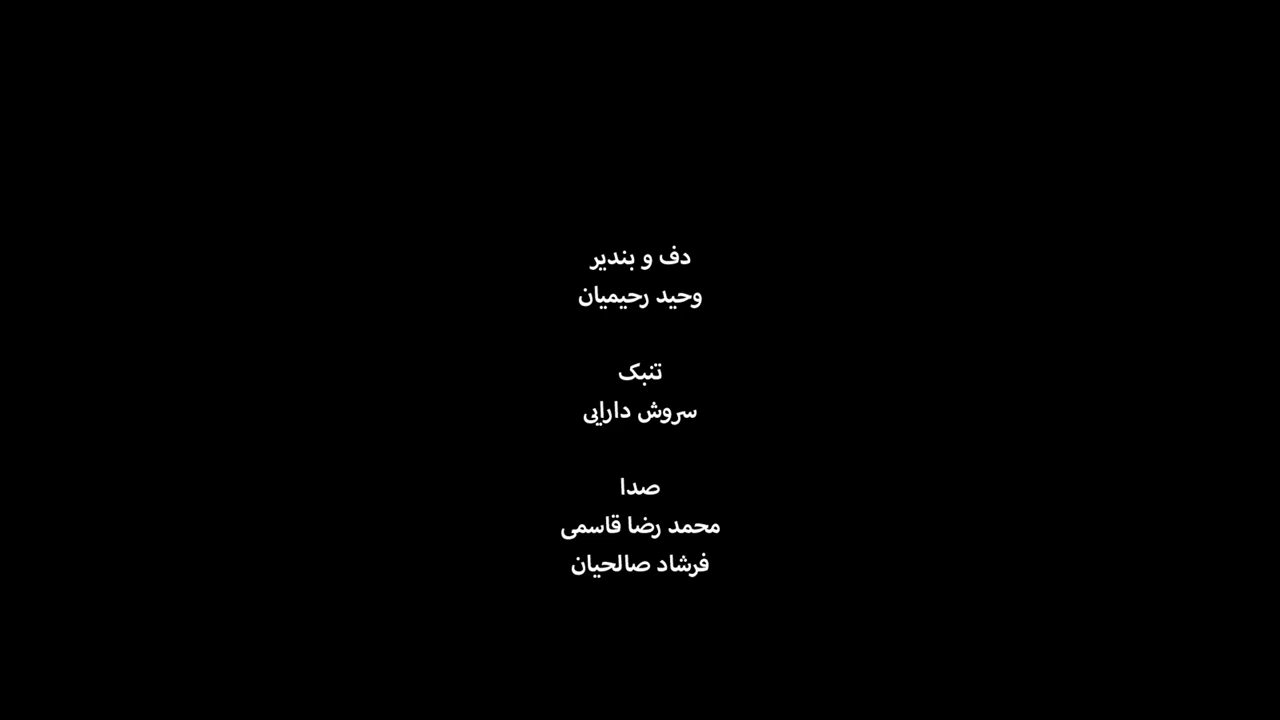 دف و بندیر
وحید رحیمیان
تنبک
سروش دارایی
صدا
محمد رضا قاسمی
فرشاد صالحیان